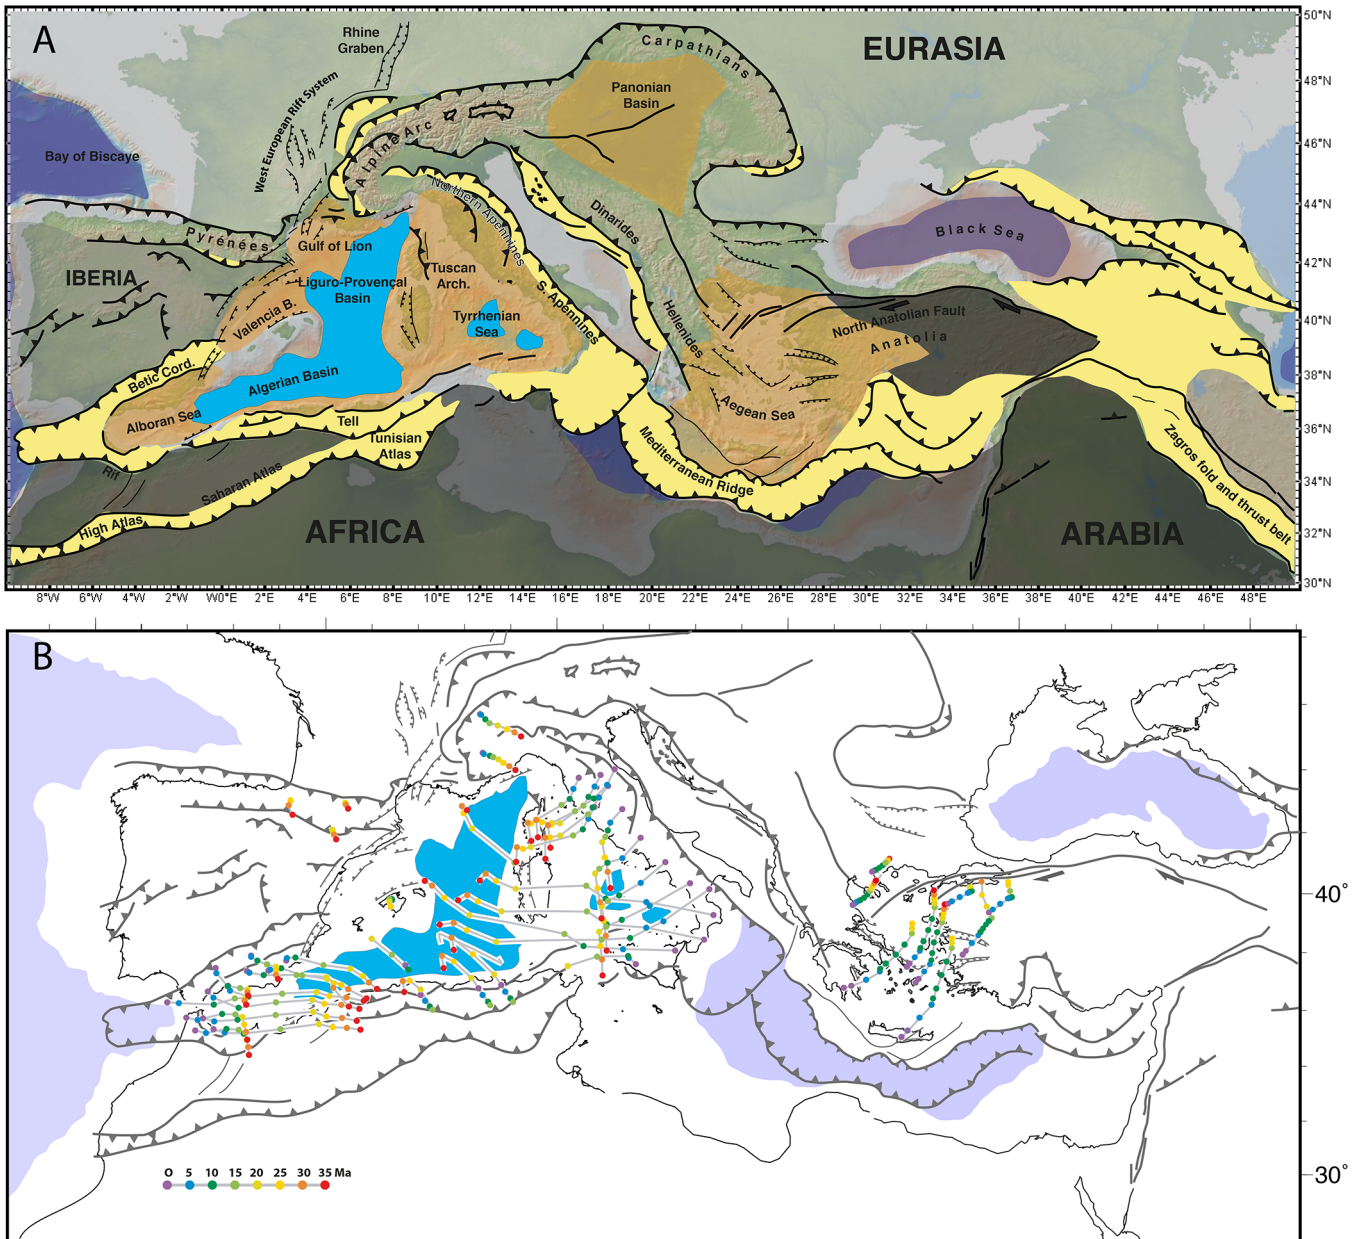 A
Rhine
Graben
Carpathians
EURASIA
Panonian
Basin
West European Rift System
Bay of Biscaye
Alpine Arc
Northern Apennines
Dinarides
Pyrénées
Gulf of Lion
Black Sea
IBERIA
Liguro-Provençal
Basin
Tuscan
Arch.
Valencia B.
Tyrrhenian
Sea
S. Apennines
Hellenides
North Anatolian Fault
Anatolia
Betic Cord.
Algerian Basin
Alboran Sea
Aegean Sea
Tell
Tunisian
Atlas
Rif
Saharan Atlas
Mediterranean Ridge
Zagros fold and thrust belt
High Atlas
AFRICA
ARABIA
50°N
48°N
46°N
44°N
42°N
40°N
38°N
36°N
34°N
32°N
30°N
8°W 6°W 4°W 2°W W0°E 2°E 4°E 6°E 8°E 10°E 12°E 14°E 16°E 18°E 20°E 22°E 24°E 26°E 28°E 30°E 32°E 34°E 36°E 38°E 40°E 42°E 44°E 46°E 48°E
B
40°
30°
O 5 10 15 20 25 30 35 Ma